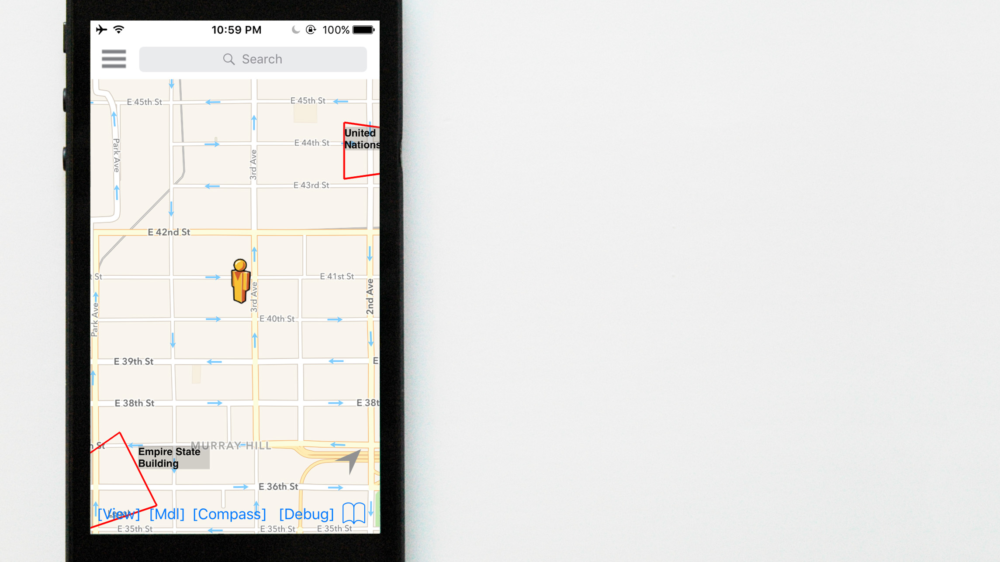 10:59 PM
100%
Search
E 45th St
E 45th St
United
Nations
Park Ave
E 44th St
3rd Ave
E 43rd St
E 42nd St
t St
E 41st St
3rd Ave
2nd Ave
Park Ave
E 40th St
E 39th St
E
E 38th St
E 38t
h St
MURRAY HILL
Empire State
Building
E 36th St
[View] [Mdl] [Compass] [Debug]
Legal
E 35th St
E 35th St
E 35th St